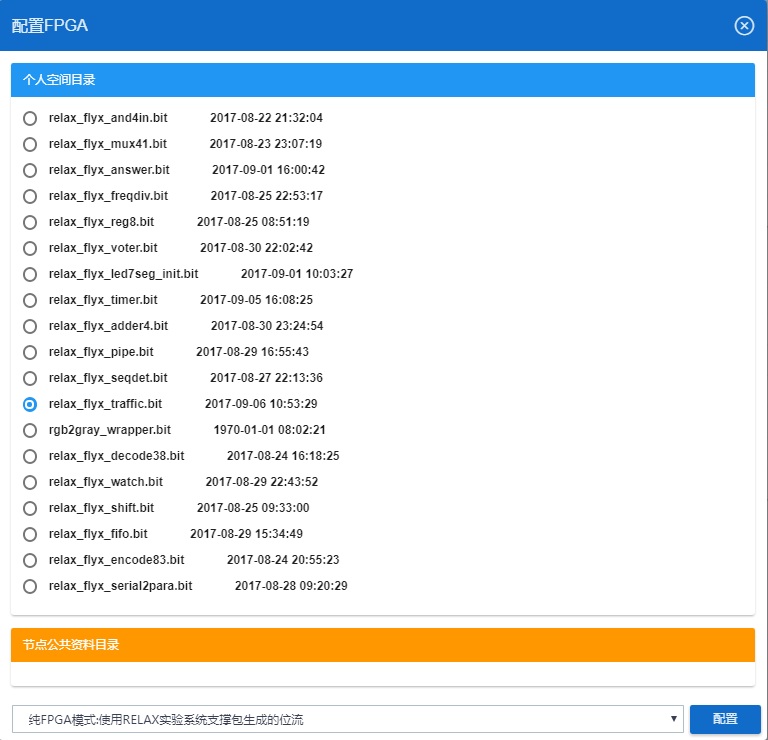 配置FPGA
个人空间目录
relax_flyx_and4in.bit 2017-08-22 21:32:04
relax_flyx_mux41.bit 2017-08-23 23:07:19
relax_flyx_answer.bit 2017-09-01 16:00:42
relax_flyx_freqdiv.bit 2017-08-25 22:53:17
relax_flyx_reg8.bit 2017-08-25 08:51:19
relax_flyx_voter.bit 2017-08-30 22:02:42
relax_flyx_led7seg_init.bit 2017-09-01 10:03:27
relax_flyx_timer.bit 2017-09-05 16:08:25
relax_flyx_adder4.bit 2017-08-30 23:24:54
relax_flyx_pipe.bit 2017-08-29 16:55:43
relax_flyx_seqdet.bit 2017-08-27 22:13:36
relax_flyx_traffic.bit 2017-09-06 10:53:29
rgb2gray_wrapper.bit 1970-01-01 08:02:21
relax_flyx_decode38.bit 2017-08-24 16:18:25
relax_flyx_watch.bit 2017-08-29 22:43:52
relax_flyx_shift.bit 2017-08-25 09:33:00
relax_flyx_fifo.bit 2017-08-29 15:34:49
relax_flyx_encode83.bit 2017-08-24 20:55:23
relax_flyx_serial2para.bit 2017-08-28 09:20:29
节点公共资料目录
纯FPGA模式:使用RELAX实验系统支撑包生成的位流
配置